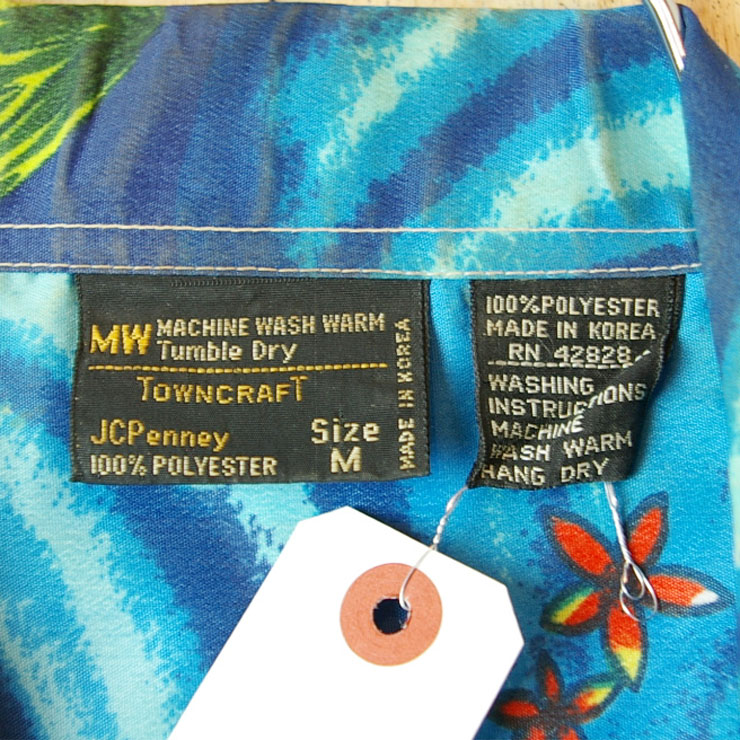 MW MACHINE WASH WARM
Tumble Dry
TOWNCRAFT
JCPenney
100% POLYESTER
Size
M
MADE IN KOREA
100%POLYESTER
MADE IN KOREA
RN 42828
WASHING
INSTRUCTIONS
MACHINE
WASH WARM
HANG DRY